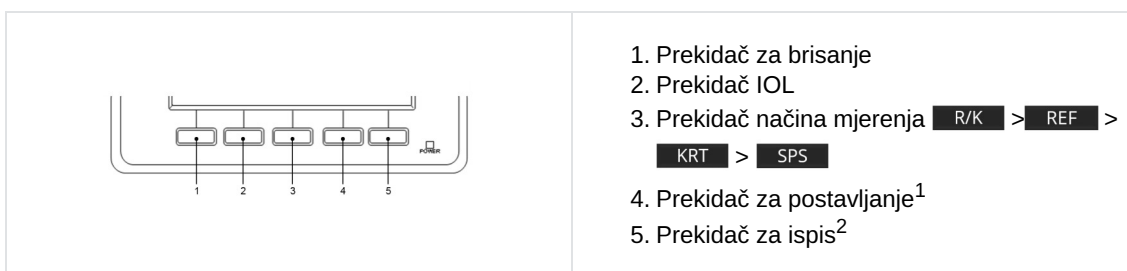 POWER
1 2 3 4 5
1. Prekidač za brisanje
2. Prekidač IOL
3. Prekidač načina mjerenja R/K > REF >
KRT > SPS
4. Prekidač za postavljanje1
5. Prekidač za ispis2